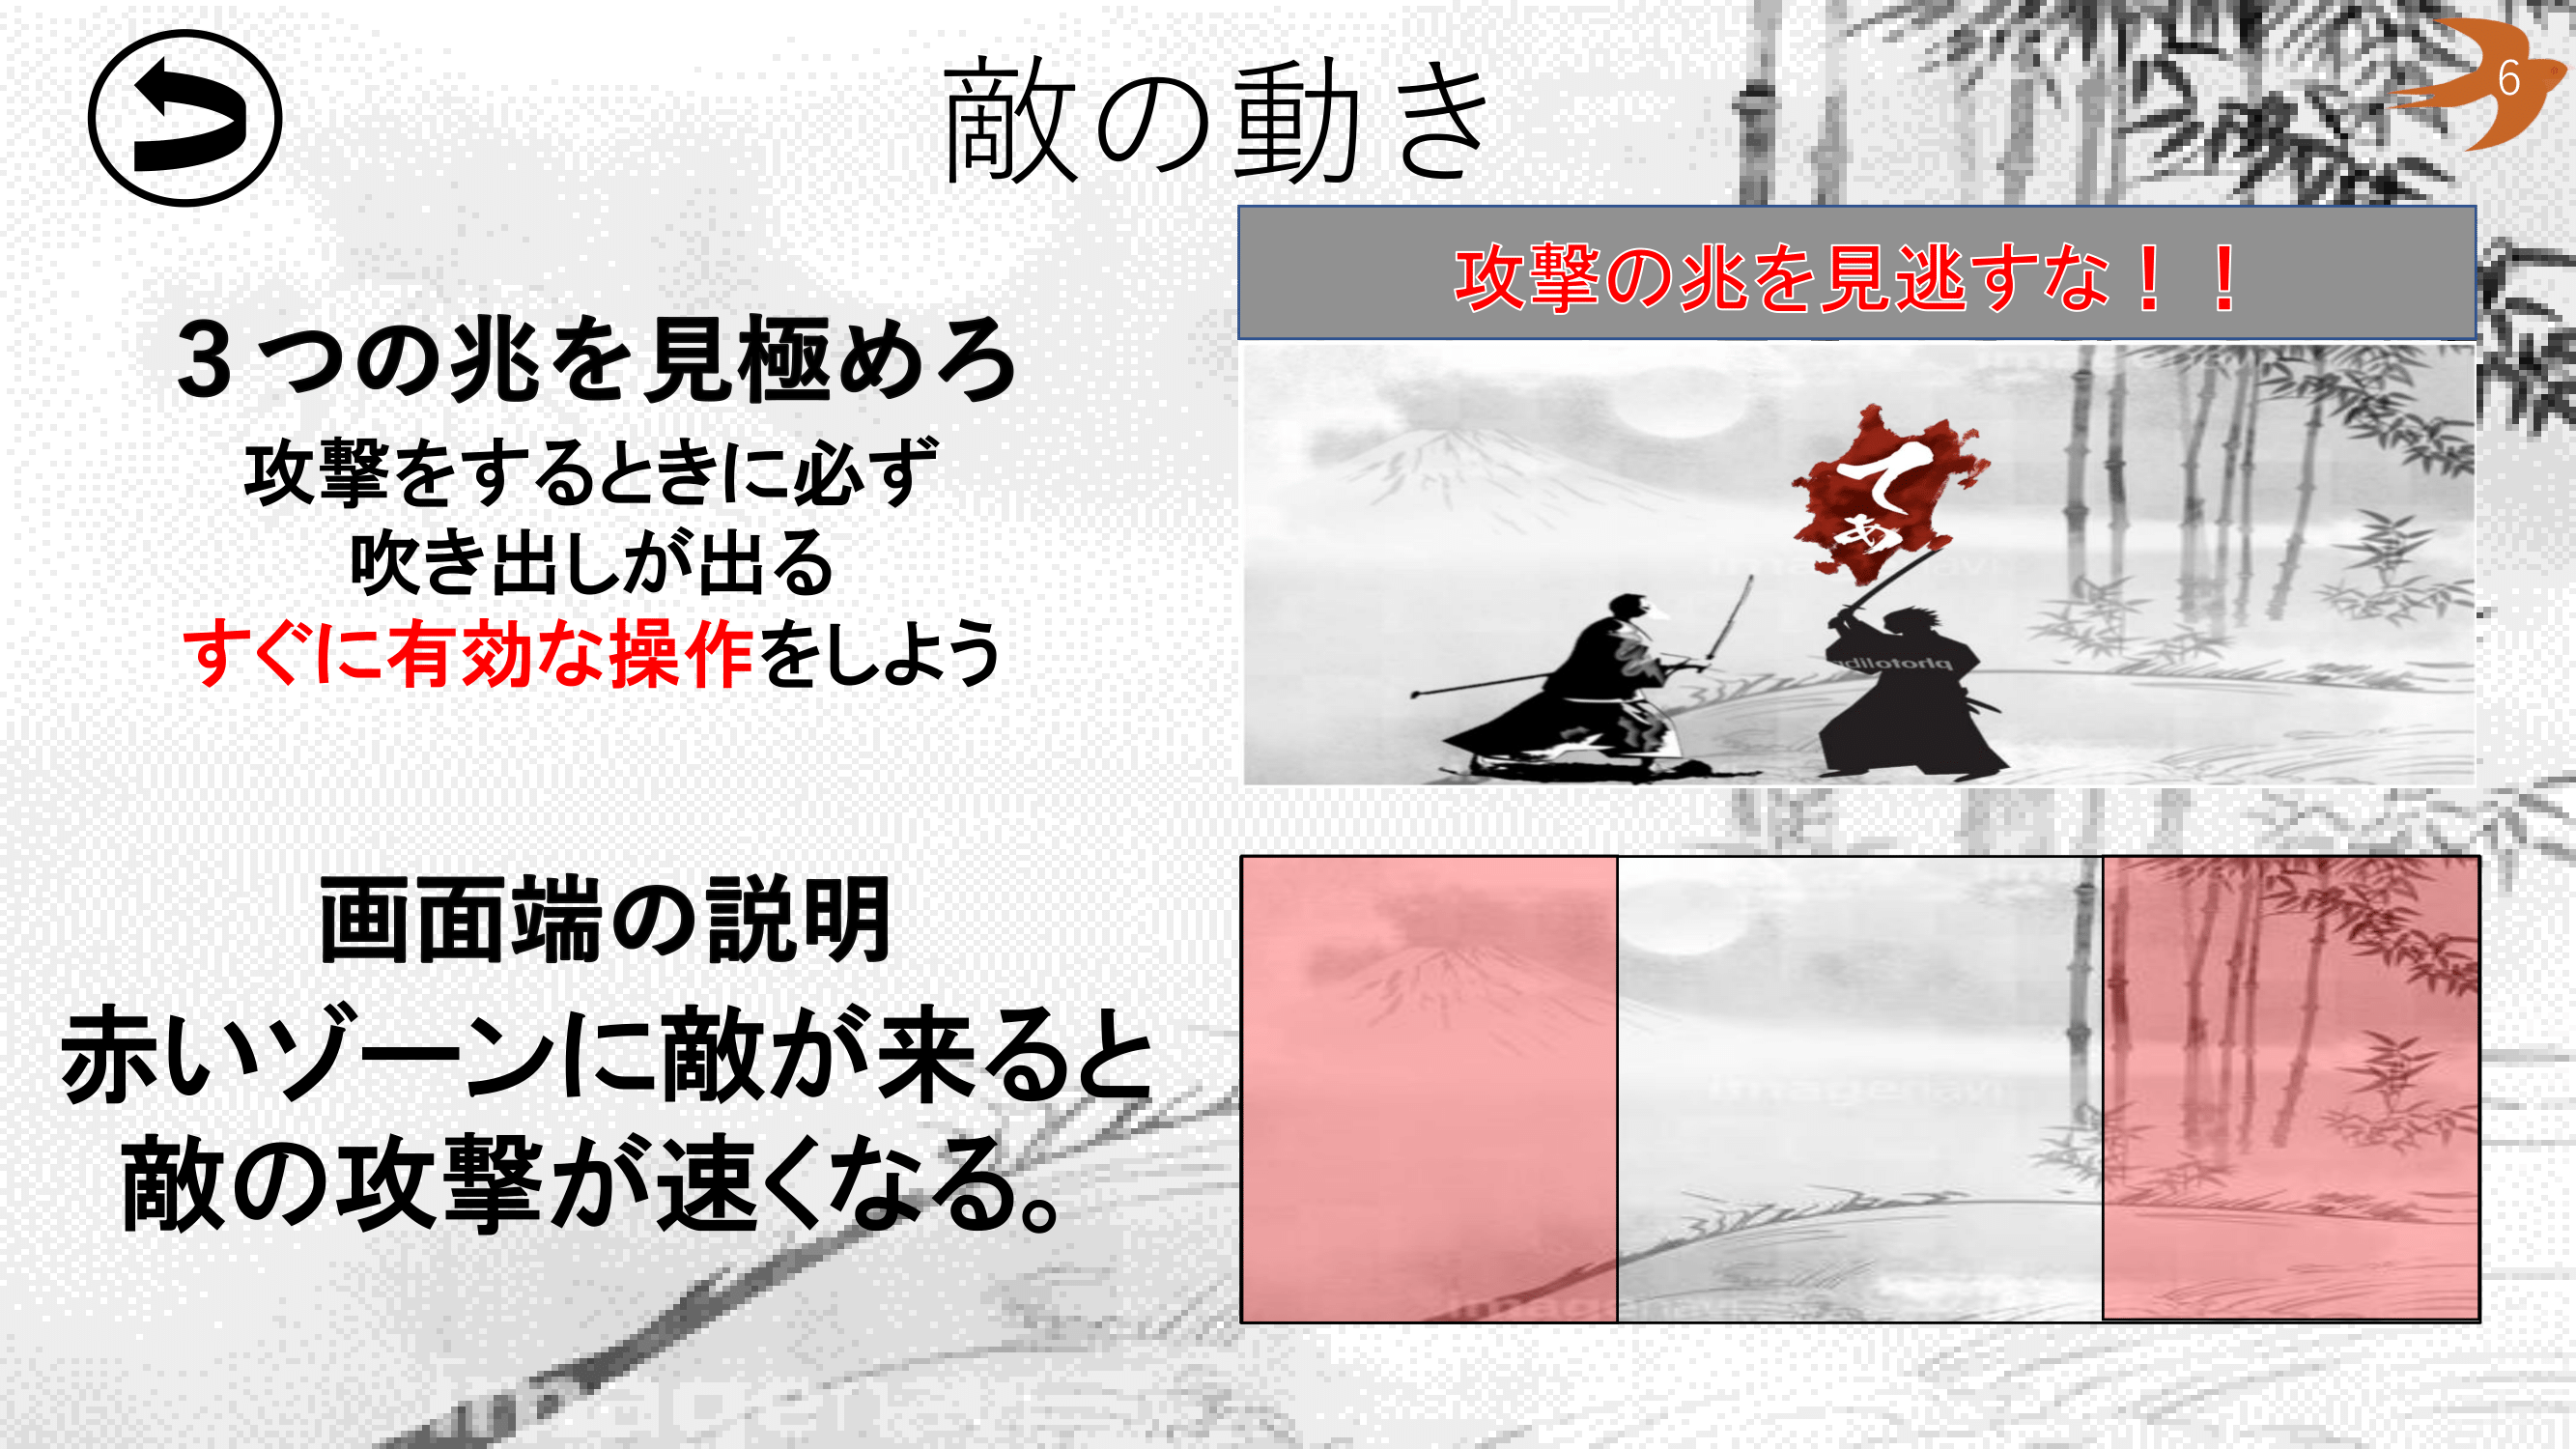 敵の動き
6
攻撃の兆を見逃すな！！
3つの兆を見極めろ
攻撃をするときに必ず
吹き出しが出る
すぐに有効な操作をしよう
てぁ
画面端の説明
赤いゾーンに敵が来ると
敵の攻撃が速くなる。